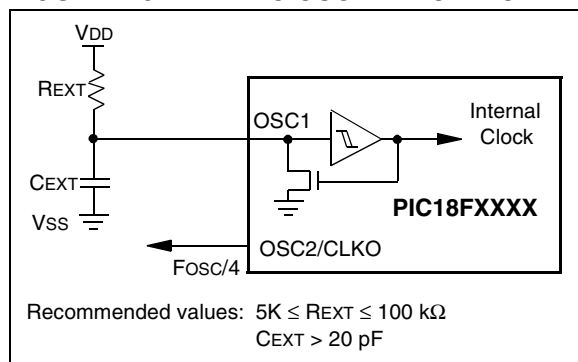 VDD
REXT
OSC1
Internal
Clock
CEXT
PIC18FXXXX
VSS
OSC2/CLKO
FOSC/4
Recommended values: 5K ≤ REXT ≤ 100 kΩ
CEXT > 20 pF